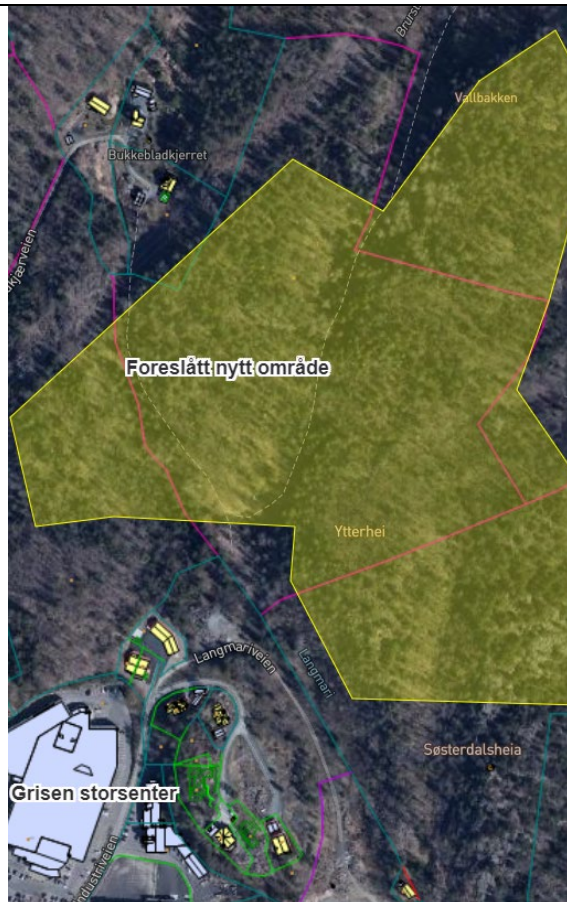 Vallbakken
Bukkebladkjerret
Foreslått nytt område
Ytterhei
Langmariveien
Langmari
Søsterdalsheia
Grisen storsenter